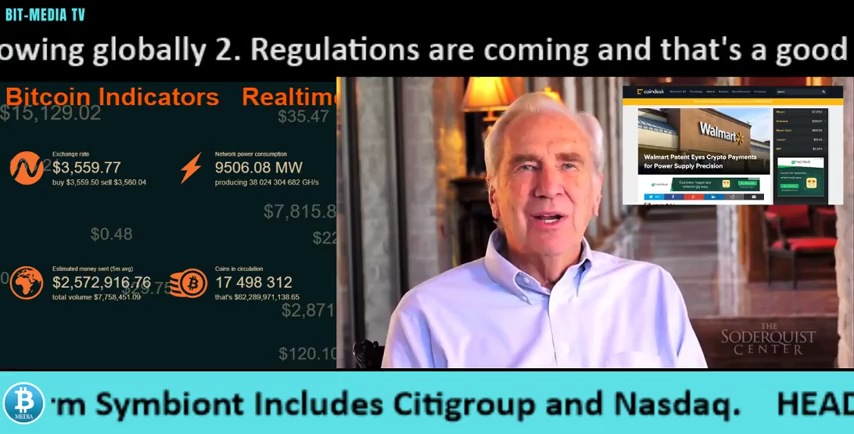 BIT-MEDIA TV
owing globally 2. Regulations are coming and that's a good
Bitcoin Indicators Realtim
$15,129.02
$35.47
Exchange rate
$3,559.77
buy $3,559.50 sell $3,560.04
Network power consumption
9506.08 MW
producing 38 024 304 682 GH/s
$7,815.8
$0.48
$22
Estimated money sent (5m avg)
$2,572,916.76
total volume $7,758,451.09
Coins in circulation
17 498 312
that's $62,289,971,138.65
$2,871
$120.10
coindesk
Walmart
Walmart Patent Eyes Crypto Payments
for Power Supply Precision
THE
SODERQUIST
CENTER
B
MEDIA
rm Symbiont Includes Citigroup and Nasdaq. HEAD